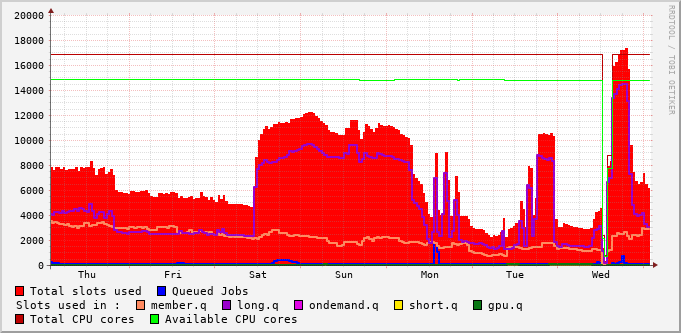 RRDTOOL / TOBI OETIKER
20000
18000
16000
14000
12000
10000
8000
6000
4000
2000
0
Thu Fri Sat Sun Mon Tue Wed
Total slots used Queued Jobs
Slots used in : member.q long.q ondemand.q short.q gpu.q
Total CPU cores Available CPU cores